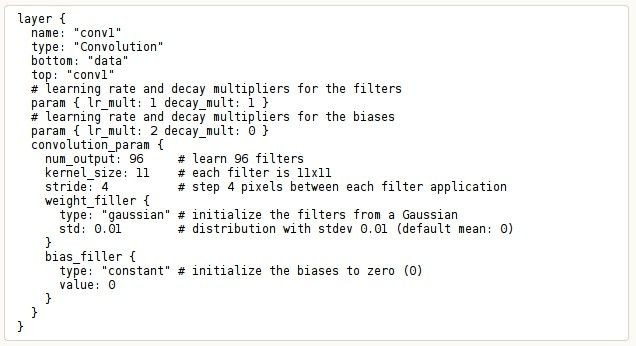 layer {
  name: "conv1"
  type: "Convolution"
  bottom: "data"
  top: "conv1"
  # learning rate and decay multipliers for the filters
  param { lr_mult: 1 decay_mult: 1 }
  # learning rate and decay multipliers for the biases
  param { lr_mult: 2 decay_mult: 0 }
  convolution_param {
    num_output: 96     # learn 96 filters
    kernel_size: 11    # each filter is 11x11
    stride: 4          # step 4 pixels between each filter application
    weight_filler {
      type: "gaussian" # initialize the filters from a Gaussian
      std: 0.01        # distribution with stdev 0.01 (default mean: 0)
    }
    bias_filler {
      type: "constant" # initialize the biases to zero (0)
      value: 0
    }
  }
}